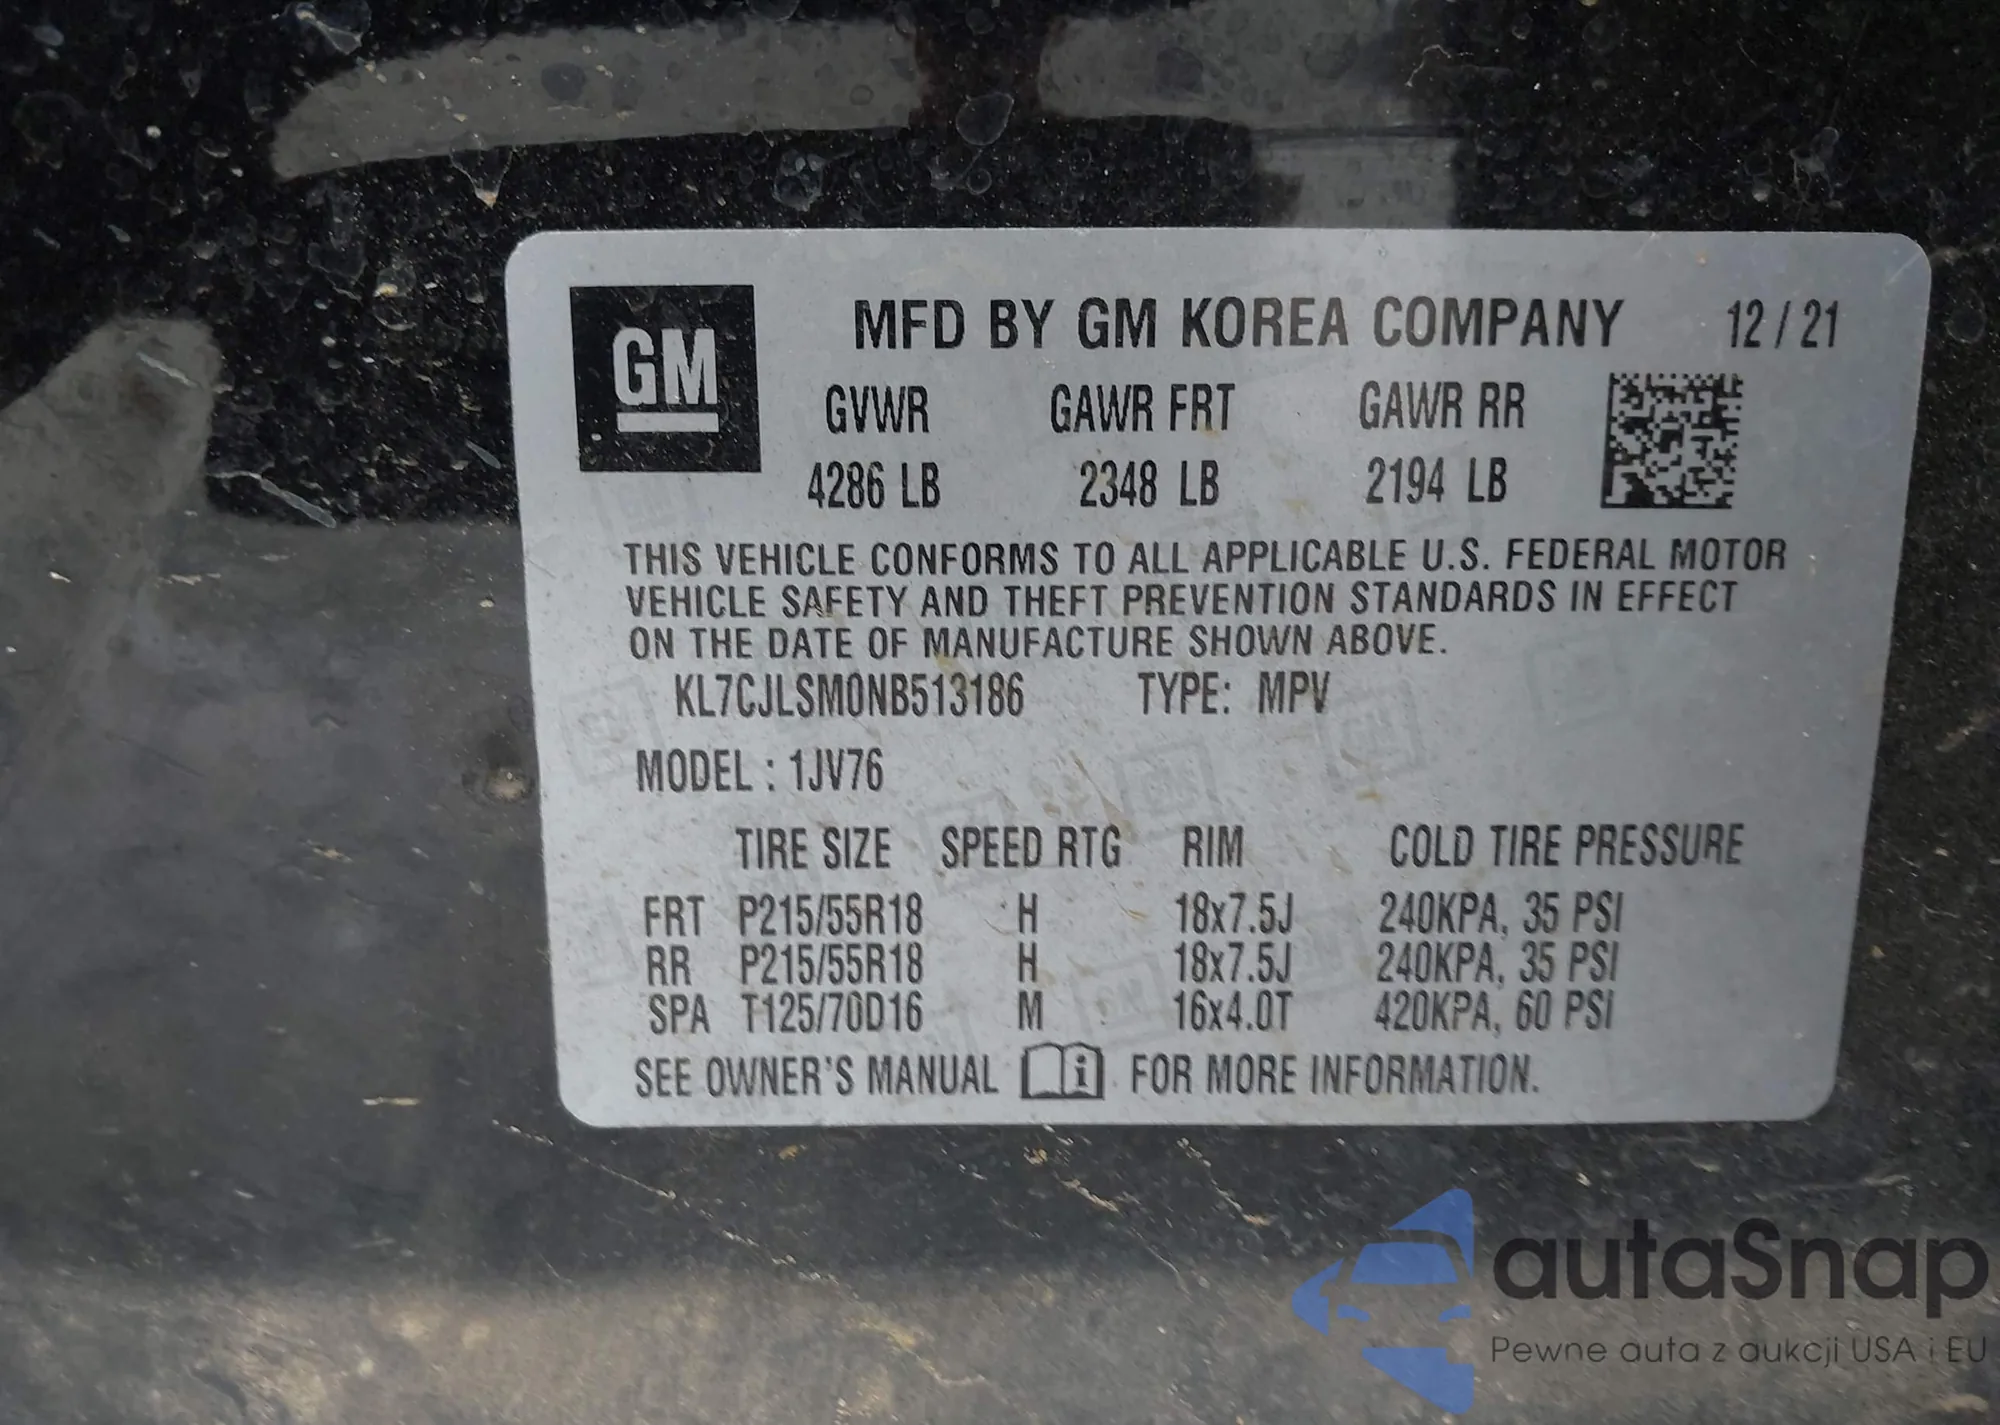 GM
MFD BY GM KOREA COMPANY 12 / 21
GVWR GAWR FRT GAWR RR
4286 LB 2348 LB 2194 LB
THIS VEHICLE CONFORMS TO ALL APPLICABLE U.S. FEDERAL MOTOR
VEHICLE SAFETY AND THEFT PREVENTION STANDARDS IN EFFECT
ON THE DATE OF MANUFACTURE SHOWN ABOVE.
KL7CJLSM0NB513186 TYPE: MPV
MODEL : 1JV76
TIRE SIZE SPEED RTG RIM COLD TIRE PRESSURE
FRT P215/55R18 H 18x7.5J 240KPA, 35 PSI
RR P215/55R18 H 18x7.5J 240KPA, 35 PSI
SPA T125/70D16 M 16x4.0T 420KPA, 60 PSI
SEE OWNER'S MANUAL i FOR MORE INFORMATION.
autaSnap
Pewne auta z aukcji USA i EU